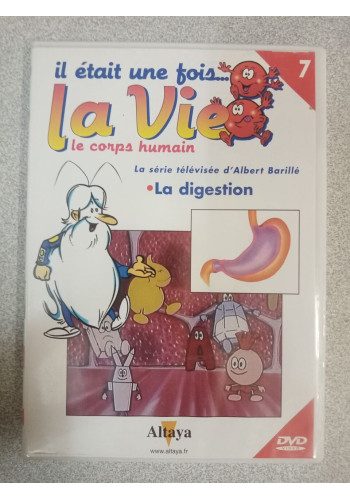 il était une fois...
7
la Vie
le corps humain
La série télévisée d'Albert Barillé
•La digestion
A
Altaya
www.altaya.fr
DVD
VIDEO